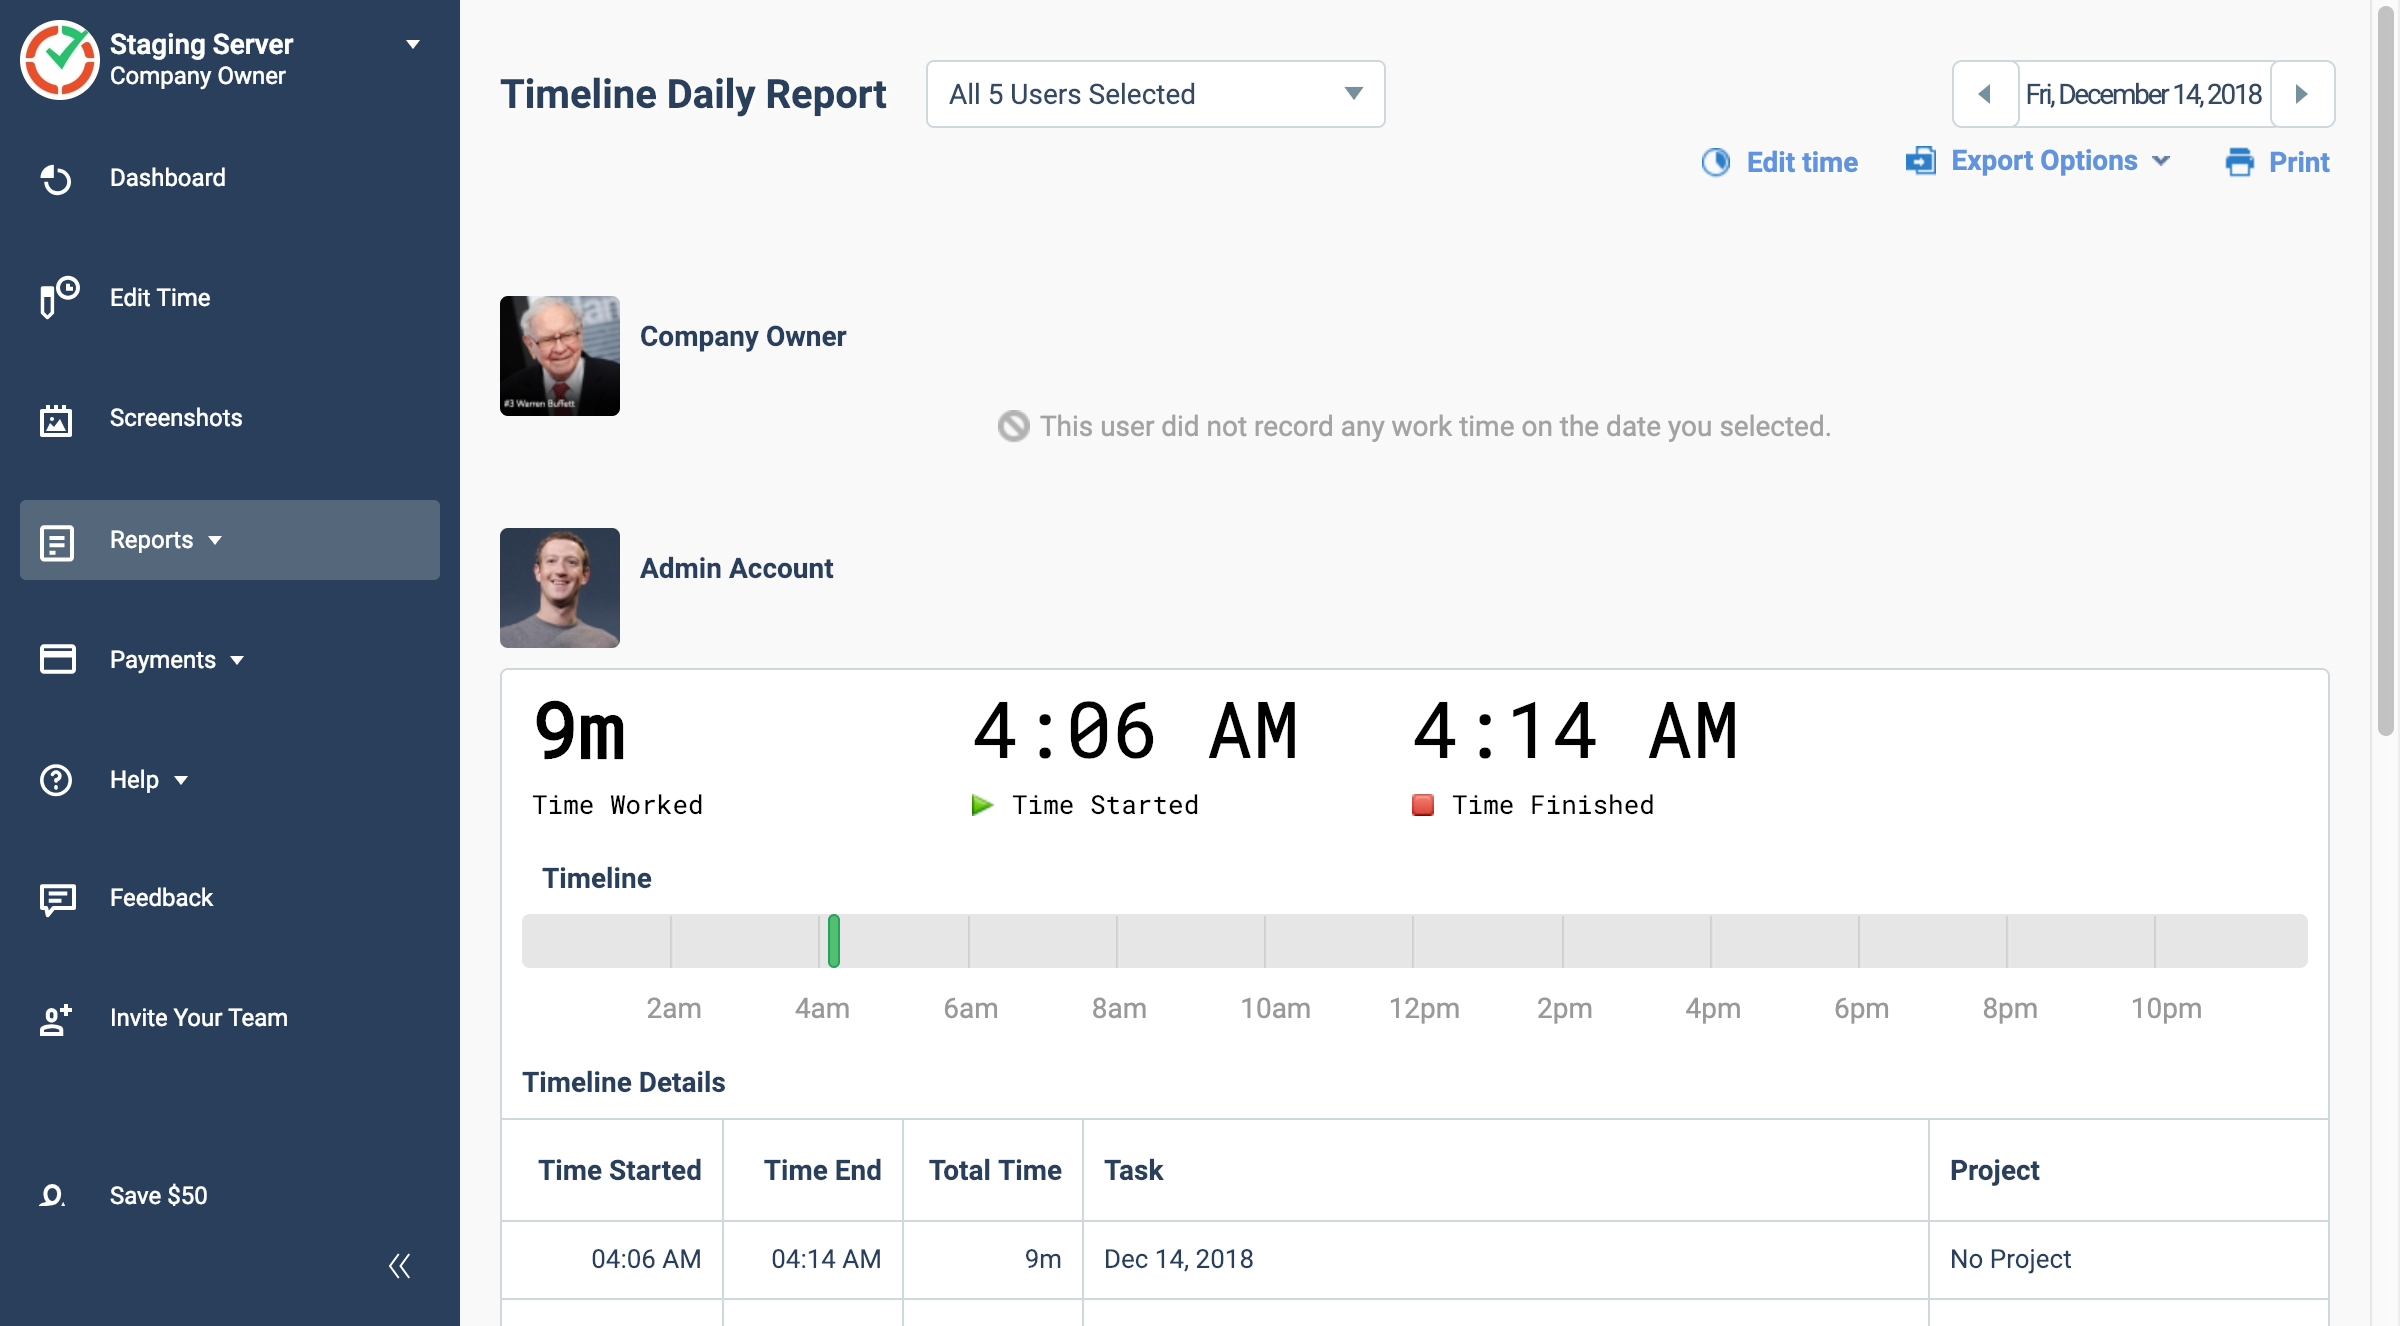 Staging Server
Company Owner
Dashboard
Edit Time
Screenshots
Reports
Payments
Help
Feedback
Invite Your Team
Save $50
Timeline Daily Report
All 5 Users Selected
Fri, December 14, 2018
Edit time
Export Options
Print
#3 Warren Buffett
Company Owner
This user did not record any work time on the date you selected.
Admin Account
9m
4:06 AM
4:14 AM
Time Worked
Time Started
Time Finished
Timeline
2am 4am 6am 8am 10am 12pm 2pm 4pm 6pm 8pm 10pm
Timeline Details
Time Started Time End Total Time Task Project
04:06 AM 04:14 AM 9m Dec 14, 2018 No Project